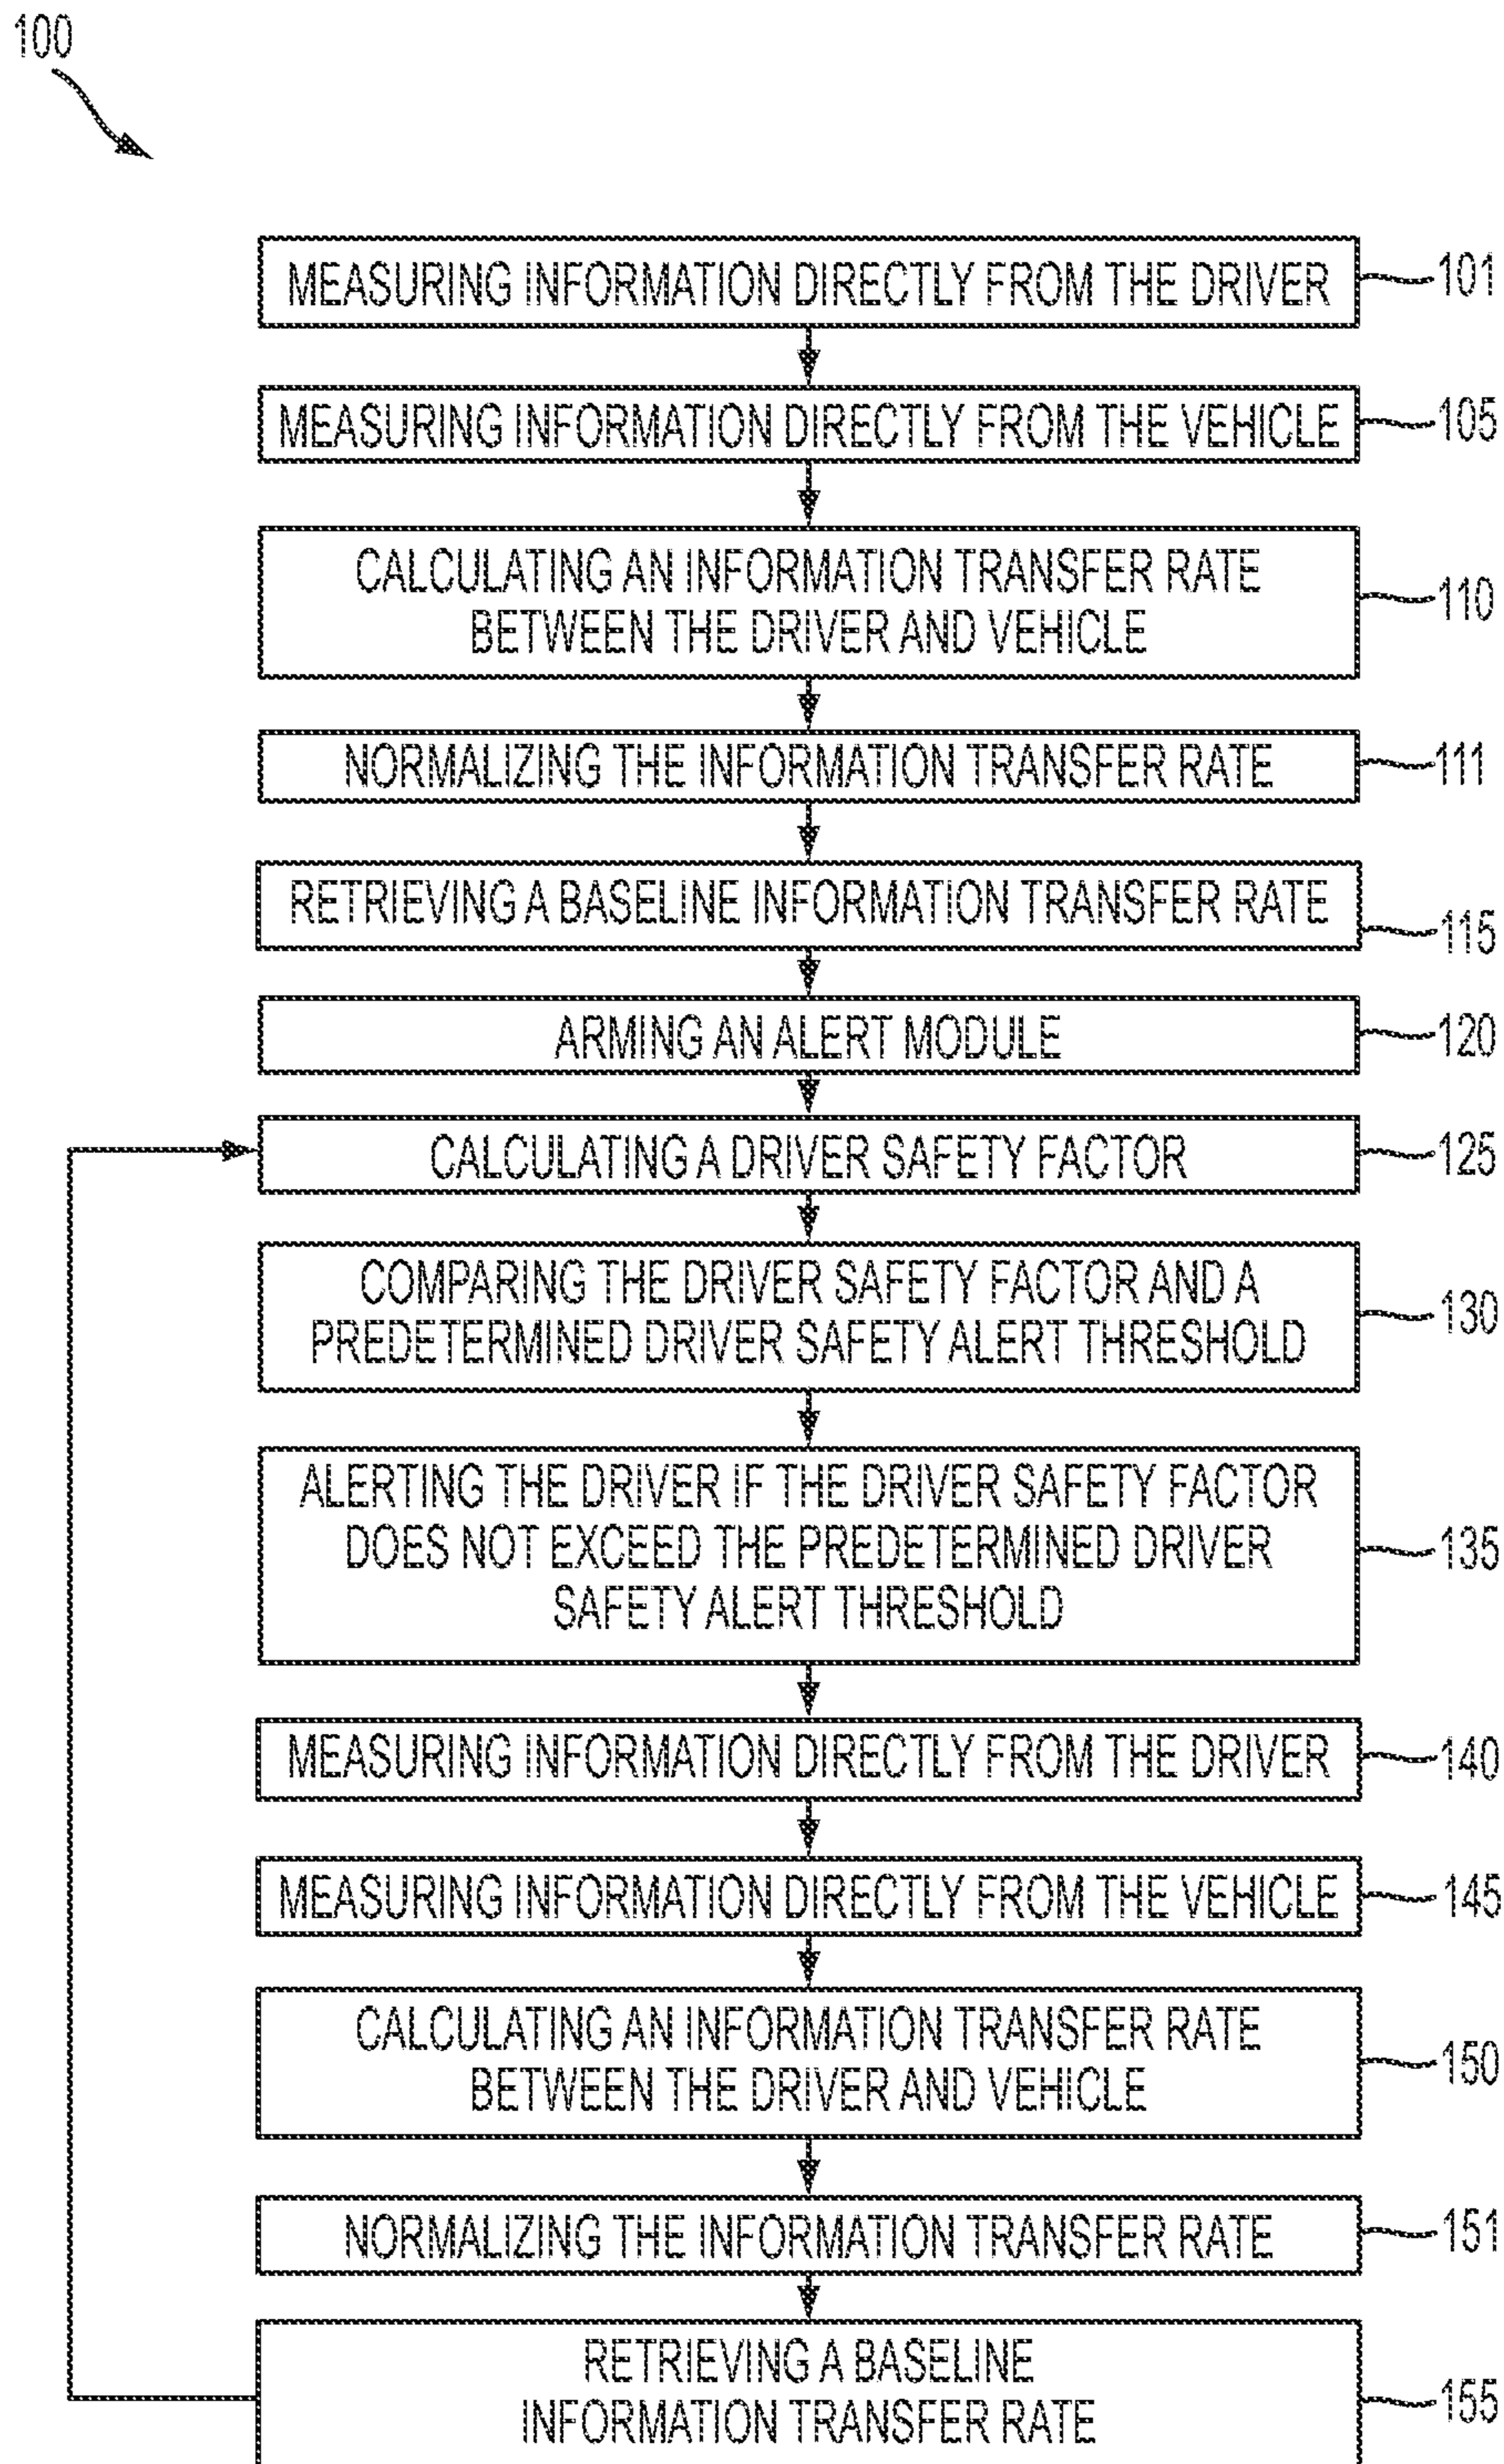 100
MEASURING INFORMATION DIRECTLY FROM THE DRIVER
101
MEASURING INFORMATION DIRECTLY FROM THE VEHICLE
105
CALCULATING AN INFORMATION TRANSFER RATE
BETWEEN THE DRIVER AND VEHICLE
110
NORMALIZING THE INFORMATION TRANSFER RATE
111
RETRIEVING A BASELINE INFORMATION TRANSFER RATE
115
ARMING AN ALERT MODULE
120
CALCULATING A DRIVER SAFETY FACTOR
125
COMPARING THE DRIVER SAFETY FACTOR AND A
PREDETERMINED DRIVER SAFETY ALERT THRESHOLD
130
ALERTING THE DRIVER IF THE DRIVER SAFETY FACTOR
DOES NOT EXCEED THE PREDETERMINED DRIVER
SAFETY ALERT THRESHOLD
135
MEASURING INFORMATION DIRECTLY FROM THE DRIVER
140
MEASURING INFORMATION DIRECTLY FROM THE VEHICLE
145
CALCULATING AN INFORMATION TRANSFER RATE
BETWEEN THE DRIVER AND VEHICLE
150
NORMALIZING THE INFORMATION TRANSFER RATE
151
RETRIEVING A BASELINE
INFORMATION TRANSFER RATE
155